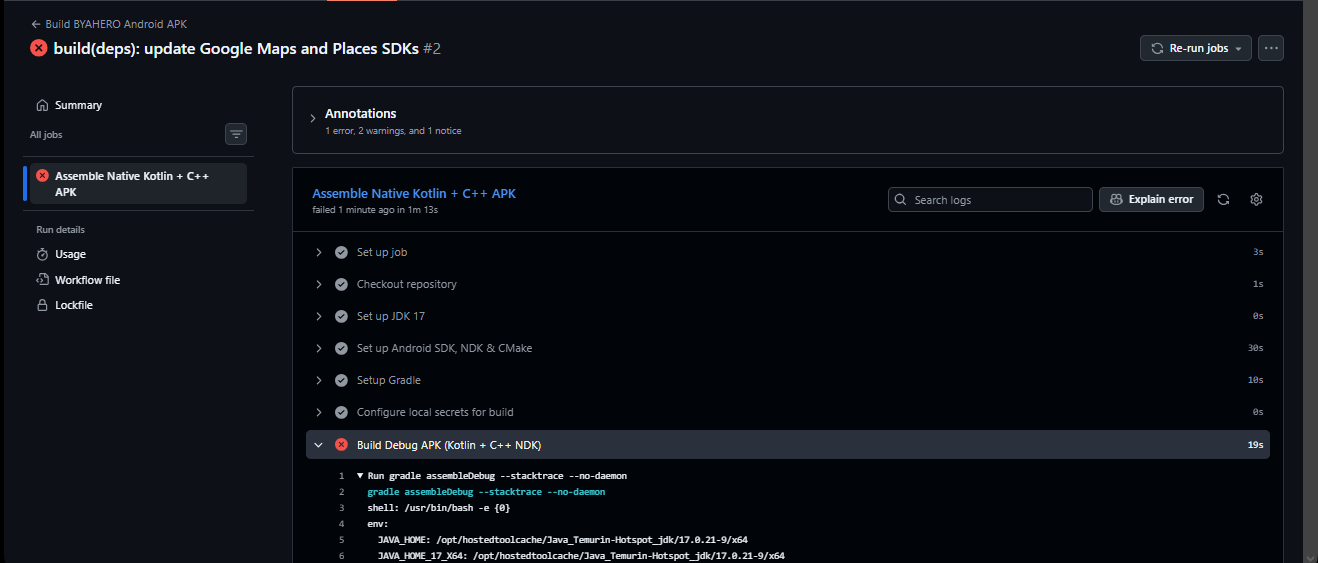 ← Build BYAHERO Android APK
build(deps): update Google Maps and Places SDKs #2
Re-run jobs
Summary
All jobs
Assemble Native Kotlin + C++ APK
Run details
Usage
Workflow file
Lockfile
Annotations
1 error, 2 warnings, and 1 notice
Assemble Native Kotlin + C++ APK
failed 1 minute ago in 1m 13s
Search logs
Explain error
Set up job 3s
Checkout repository 1s
Set up JDK 17 0s
Set up Android SDK, NDK & CMake 30s
Setup Gradle 10s
Configure local secrets for build 0s
Build Debug APK (Kotlin + C++ NDK) 19s
1 ▼ Run gradle assembleDebug --stacktrace --no-daemon
2 gradle assembleDebug --stacktrace --no-daemon
3 shell: /usr/bin/bash -e {0}
4 env:
5 JAVA_HOME: /opt/hostedtoolcache/Java_Temurin-Hotspot_jdk/17.0.21-9/x64
6 JAVA_HOME_17_X64: /opt/hostedtoolcache/Java_Temurin-Hotspot_jdk/17.0.21-9/x64